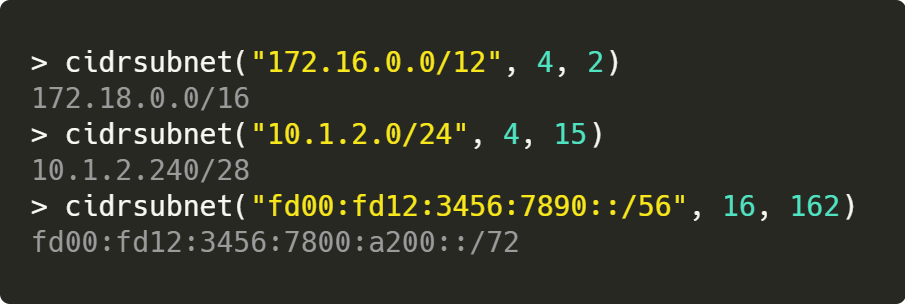 > cidrsubnet("172.16.0.0/12", 4, 2)
172.18.0.0/16
> cidrsubnet("10.1.2.0/24", 4, 15)
10.1.2.240/28
> cidrsubnet("fd00:fd12:3456:7890::/56", 16, 162)
fd00:fd12:3456:7800:a200::/72